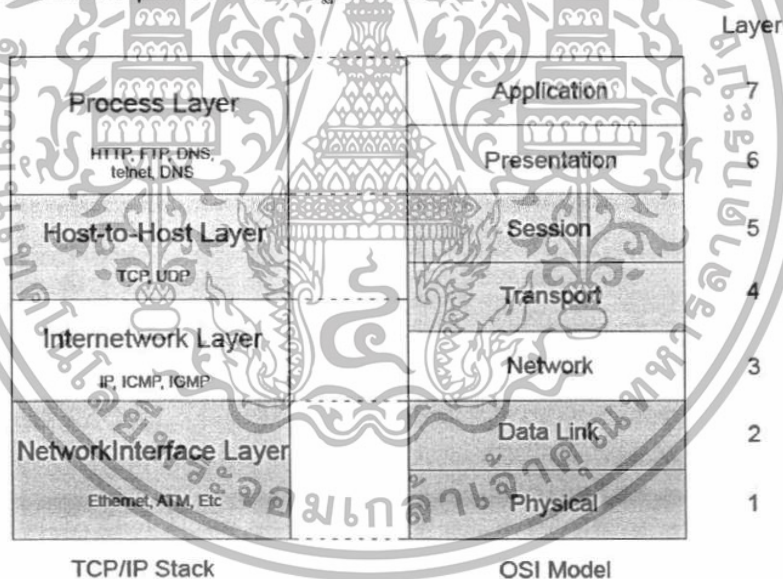 Layer
Process Layer
HTTP, FTP, DNS,
telnet, DNS
Host-to-Host Layer
TCP, UDP
Internetwork Layer
IP, ICMP, IGMP
NetworkInterface Layer
Ethernet, ATM, Etc
TCP/IP Stack
Application 7
Presentation 6
Session 5
Transport 4
Network 3
Data Link 2
Physical 1
OSI Model